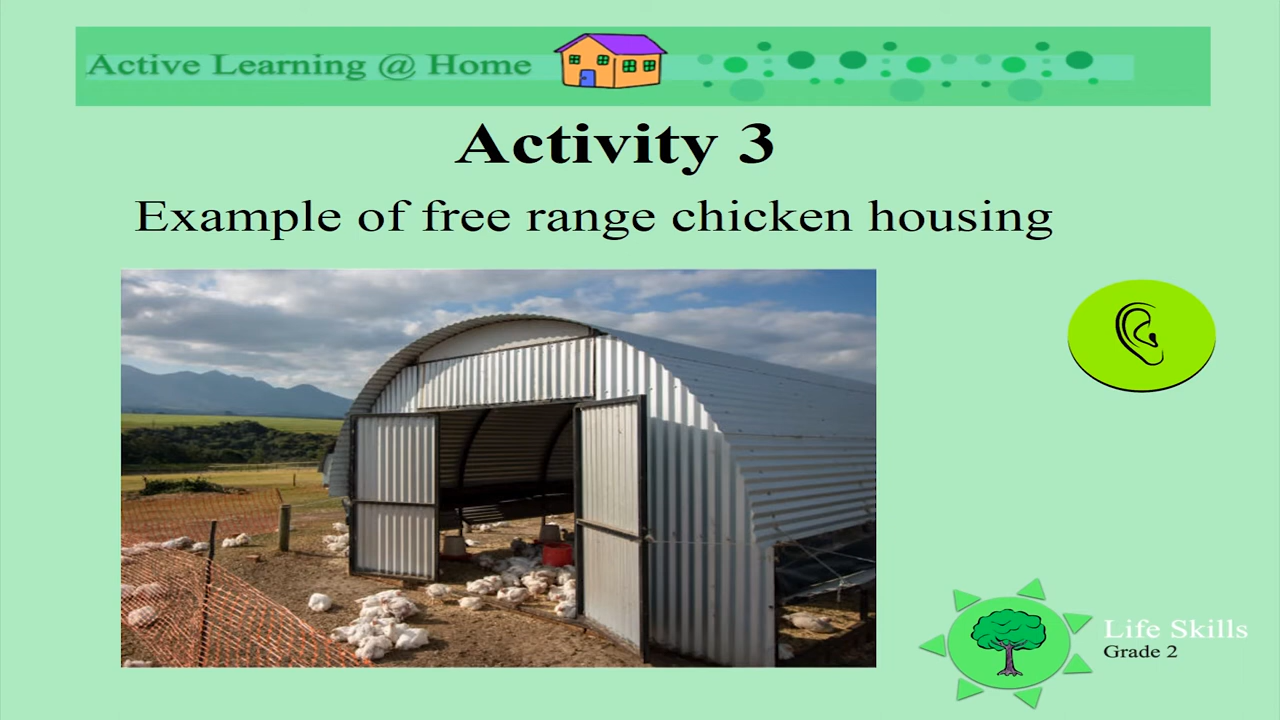 Active Learning @ Home
Activity 3
Example of free range chicken housing
Life Skills
Grade 2